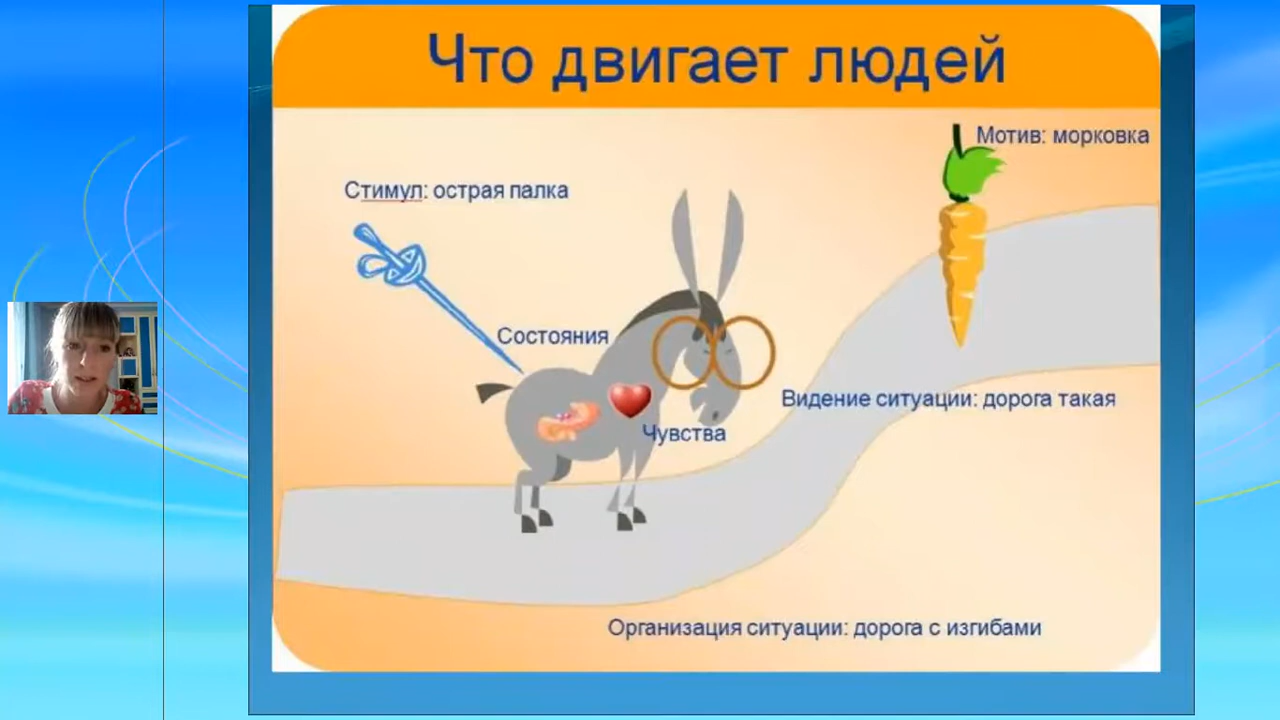 Что двигает людей
Мотив: морковка
Стимул: острая палка
Состояния
Видение ситуации: дорога такая
Чувства
Организация ситуации: дорога с изгибами